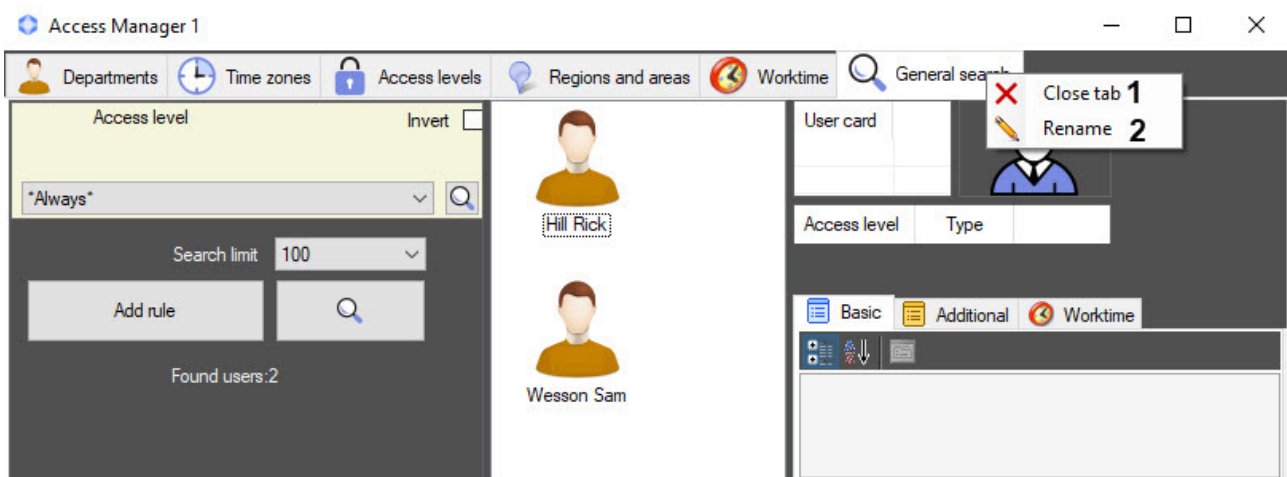 Access Manager 1
Departments
Time zones
Access levels
Regions and areas
Worktime
General search
Close tab 1
Rename 2
Access level
Invert
*Always*
Search limit
100
Add rule
Found users:2
Hill Rick
Wesson Sam
User card
Access level
Type
Basic
Additional
Worktime